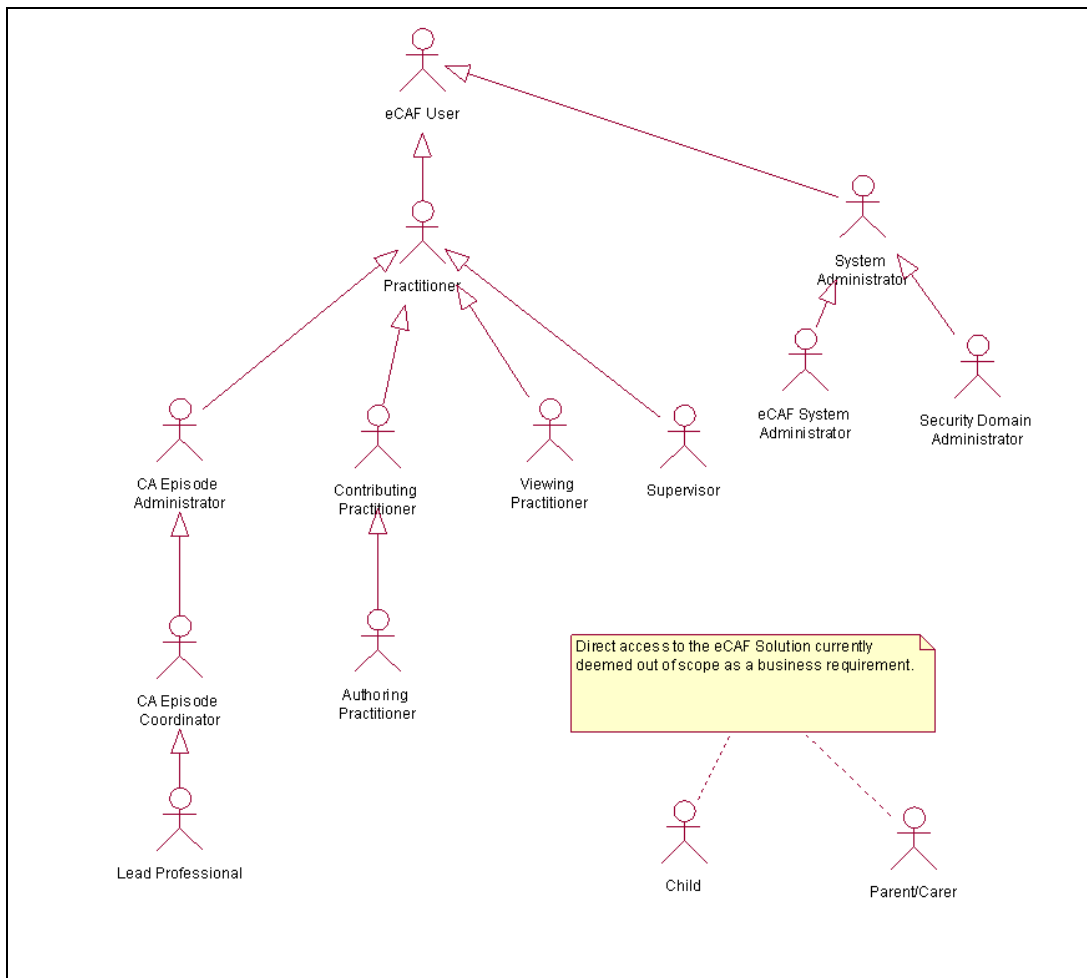 eCAF User
System
Administrator
Practitioner
eCAF System
Administrator
Security Domain
Administrator
CA Episode
Administrator
Contributing
Practitioner
Viewing
Practitioner
Supervisor
Direct access to the eCAF Solution currently
deemed out of scope as a business requirement.
CA Episode
Coordinator
Authoring
Practitioner
Lead Professional
Child
Parent/Carer